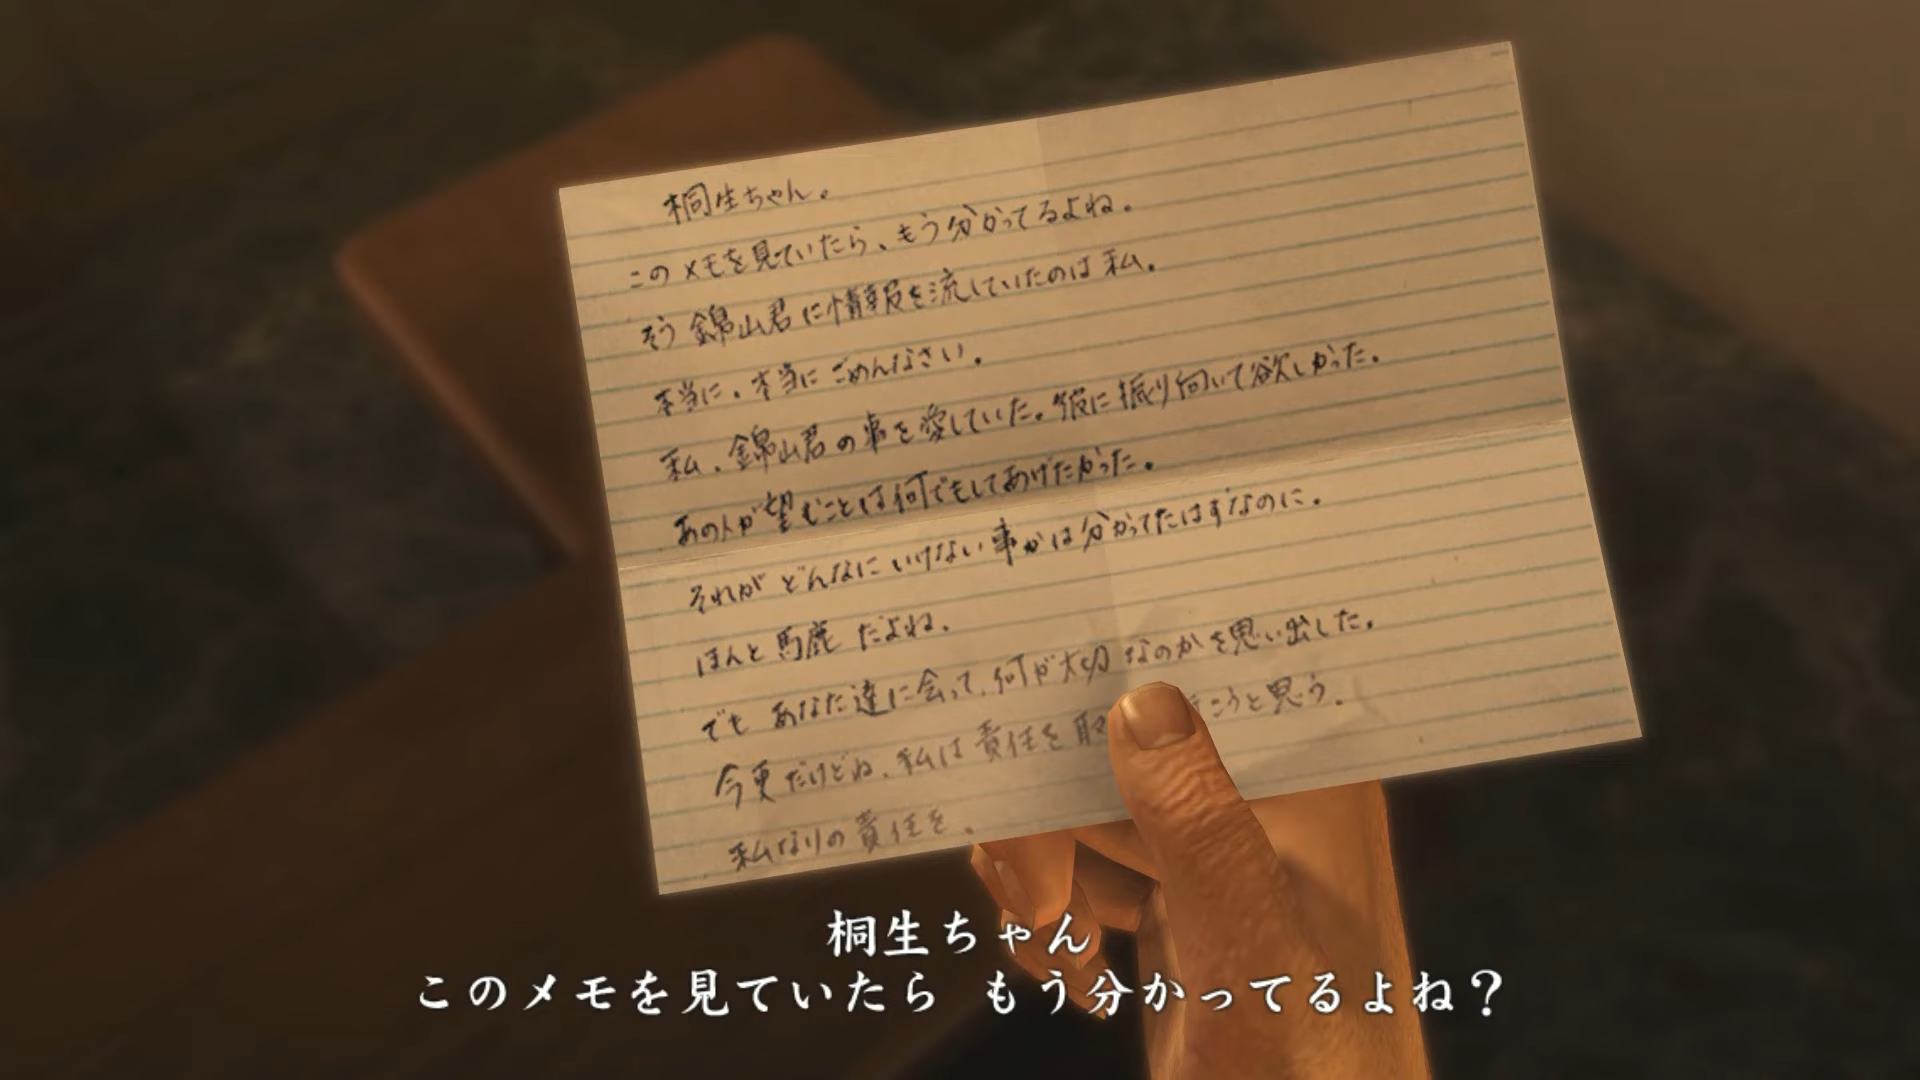 桐生ちゃん。
このメモを見ていたら、もう分かってるよね。
そう 錦山君に情報を流していたのは 私。
本当に。本当に ごめんなさい。
私、錦山君の事を愛していた。彼に振り向いて欲しかった。
あの人が望むことは何でもしてあげたかった。
それが どんなに いけない事かは 分かってたはずなのに。
ほんと 馬鹿 だよね、
でも あなた達に会って、何が大切 なのかを思い出した。
今更 だけどね、私は 責任を 取 こうと思う。
私なりの責任を。
桐生ちゃん
このメモを見ていたら もう分かってるよね？